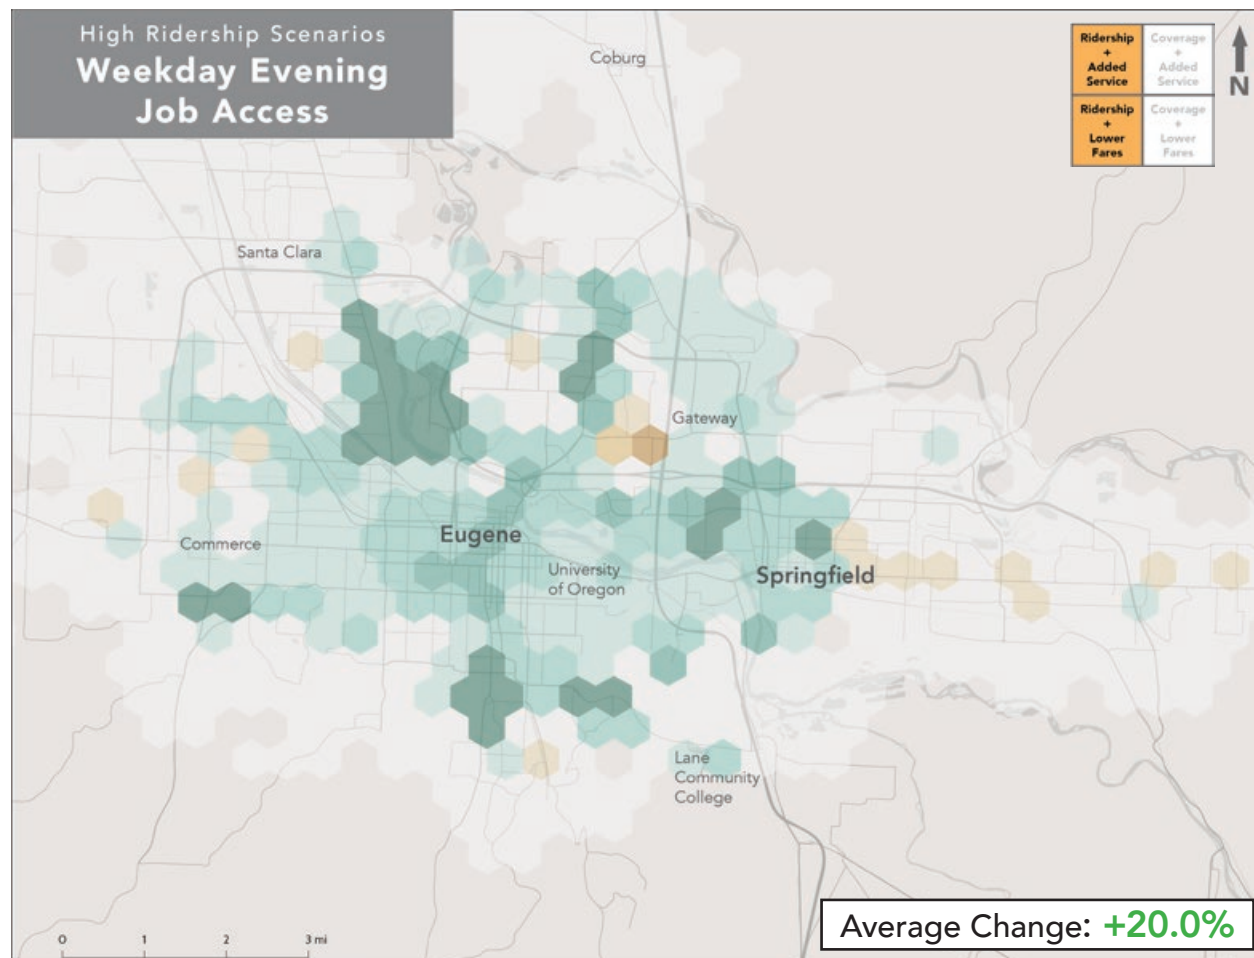 High Ridership Scenarios
Weekday Evening
Job Access
Ridership
+
Added
Service
Coverage
+
Added
Service
Ridership
+
Lower
Fares
Coverage
+
Lower
Fares
N
Coburg
Santa Clara
Gateway
Eugene
Commerce
University
of Oregon
Springfield
Lane
Community
College
0 1 2 3 mi
Average Change: +20.0%